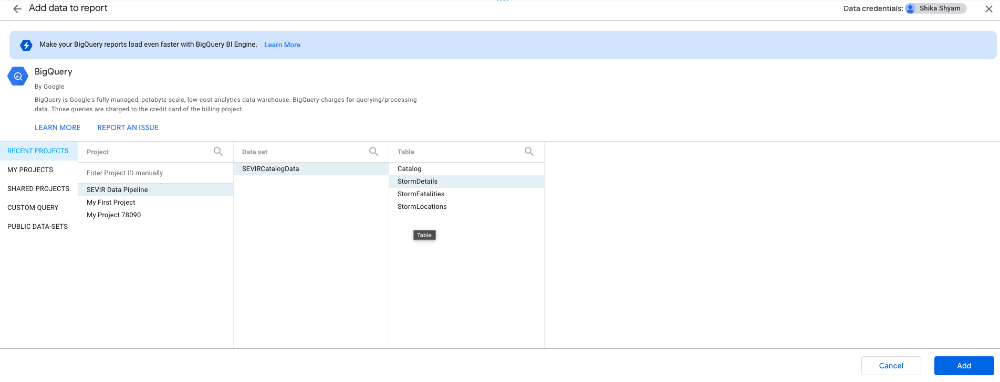 Add data to report
Data credentials: Shika Shyam
Make your BigQuery reports load even faster with BigQuery BI Engine. Learn More
BigQuery
By Google
BigQuery is Google's fully managed, petabyte scale, low-cost analytics data warehouse. BigQuery charges for querying/processing
data. Those queries are charged to the credit card of the billing project.
LEARN MORE REPORT AN ISSUE
RECENT PROJECTS
MY PROJECTS
SHARED PROJECTS
CUSTOM QUERY
PUBLIC DATA-SETS
Project
Enter Project ID manually
SEVIR Data Pipeline
My First Project
My Project 78090
Data set
SEVIRCatalogData
Table
Catalog
StormDetails
StormFatalities
StormLocations
Table
Cancel
Add